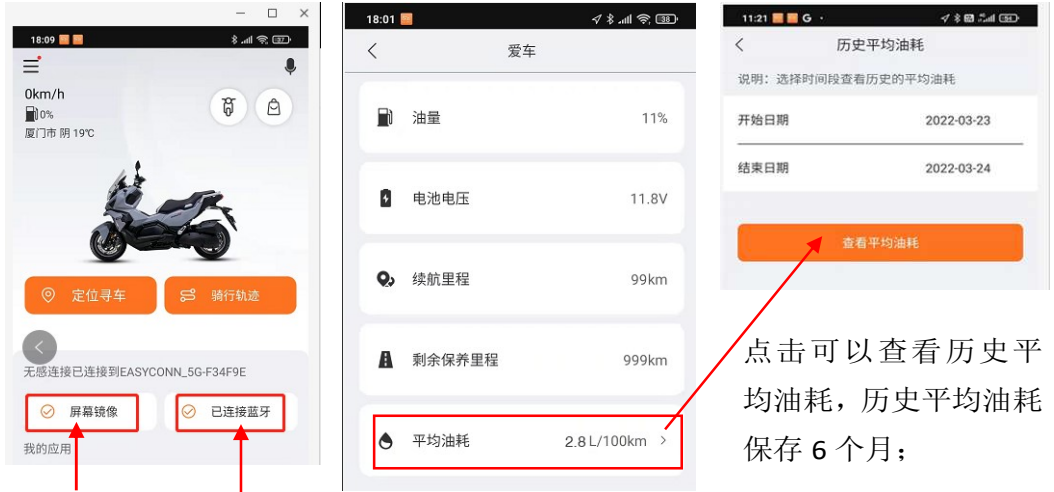 18:09
37
0km/h
0%
厦门市 阴 19℃
定位寻车
骑行轨迹
无感连接已连接到EASYCONN_5G-F34F9E
屏幕镜像
已连接蓝牙
我的应用
18:01
38
爱车
油量 11%
电池电压 11.8V
续航里程 99km
剩余保养里程 999km
平均油耗 2.8 L/100km >
11:21 G ·
历史平均油耗
说明：选择时间段查看历史的平均油耗
开始日期 2022-03-23
结束日期 2022-03-24
查看平均油耗
点击可以查看历史平
均油耗，历史平均油耗
保存 6 个月；